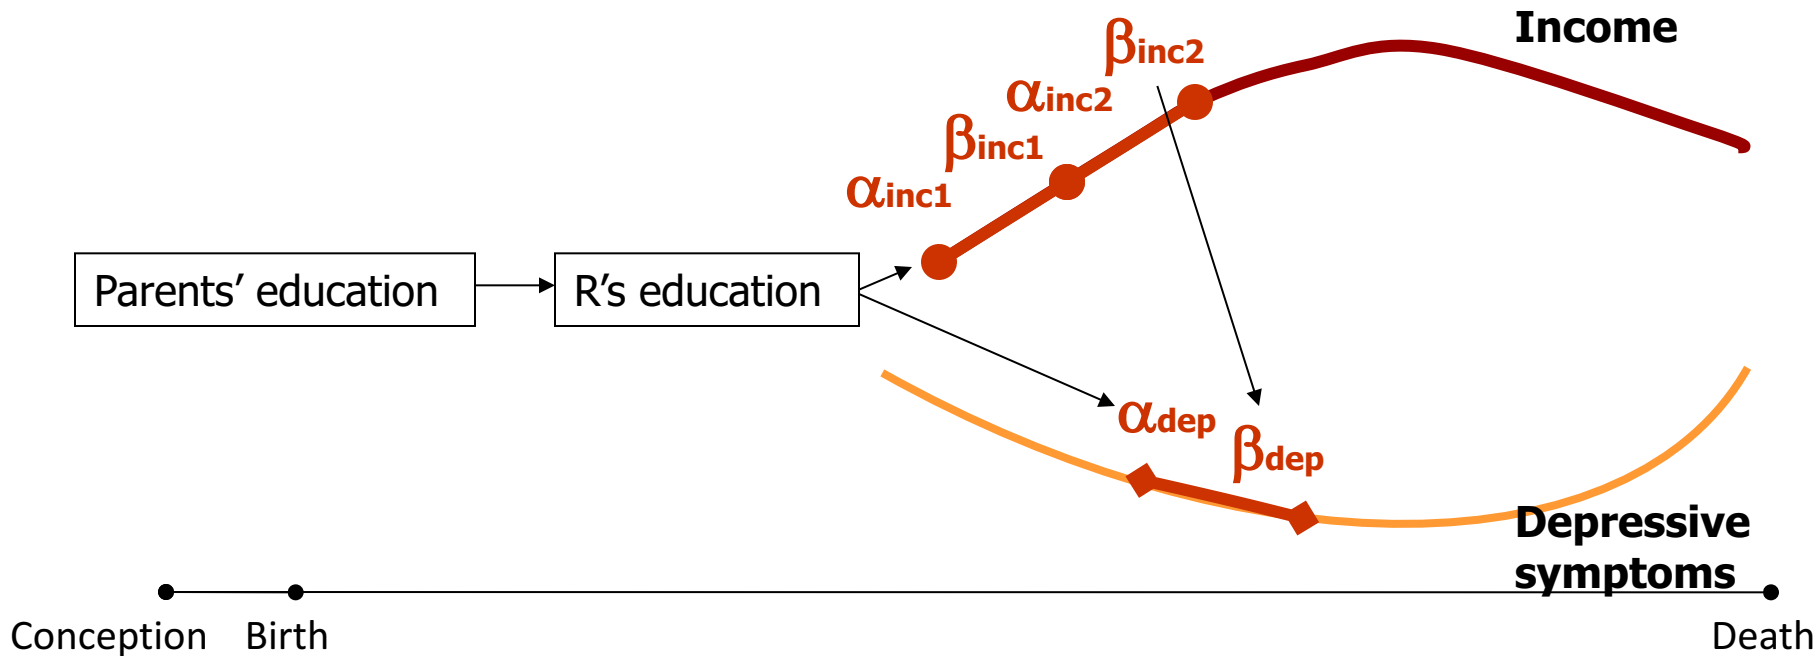 Income
βinc2
αinc2
βinc1
αinc1
Parents’ education
R’s education
αdep
βdep
Depressive
symptoms
Conception
Birth
Death